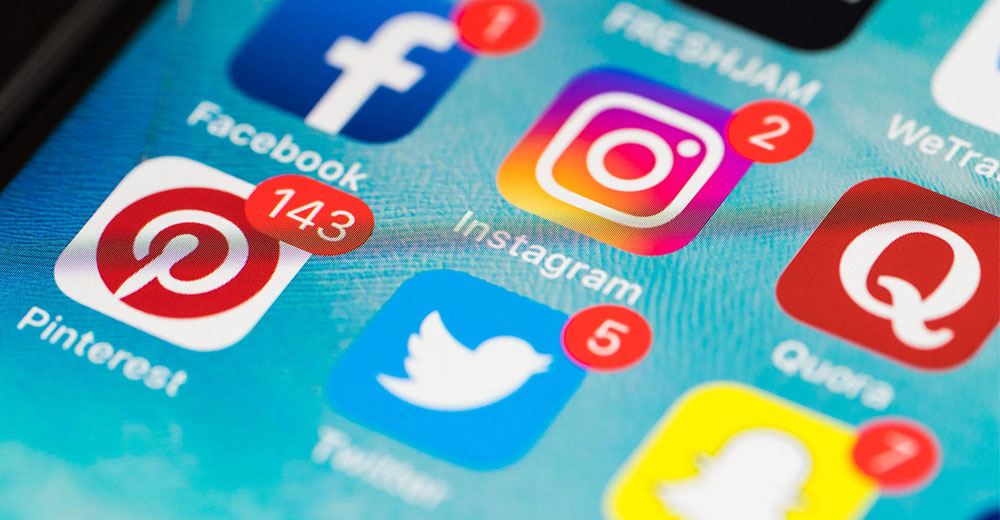 1
FRESHJAM
Facebook
2
WeTra
143
Instagram
Q
Pinterest
5
Quora
Twitter
7